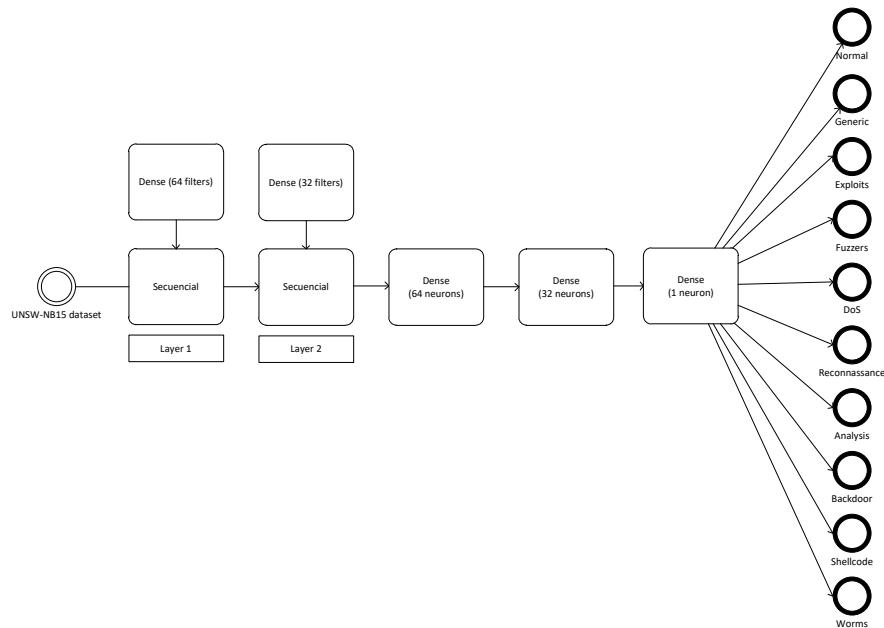 Dense (64 filters)
Dense (32 filters)
UNSW-NB15 dataset
Secuencial
Secuencial
Dense
(64 neurons)
Dense
(32 neurons)
Dense
(1 neuron)
Layer 1
Layer 2
Normal
Generic
Exploits
Fuzzers
DoS
Reconnassance
Analysis
Backdoor
Shellcode
Worms